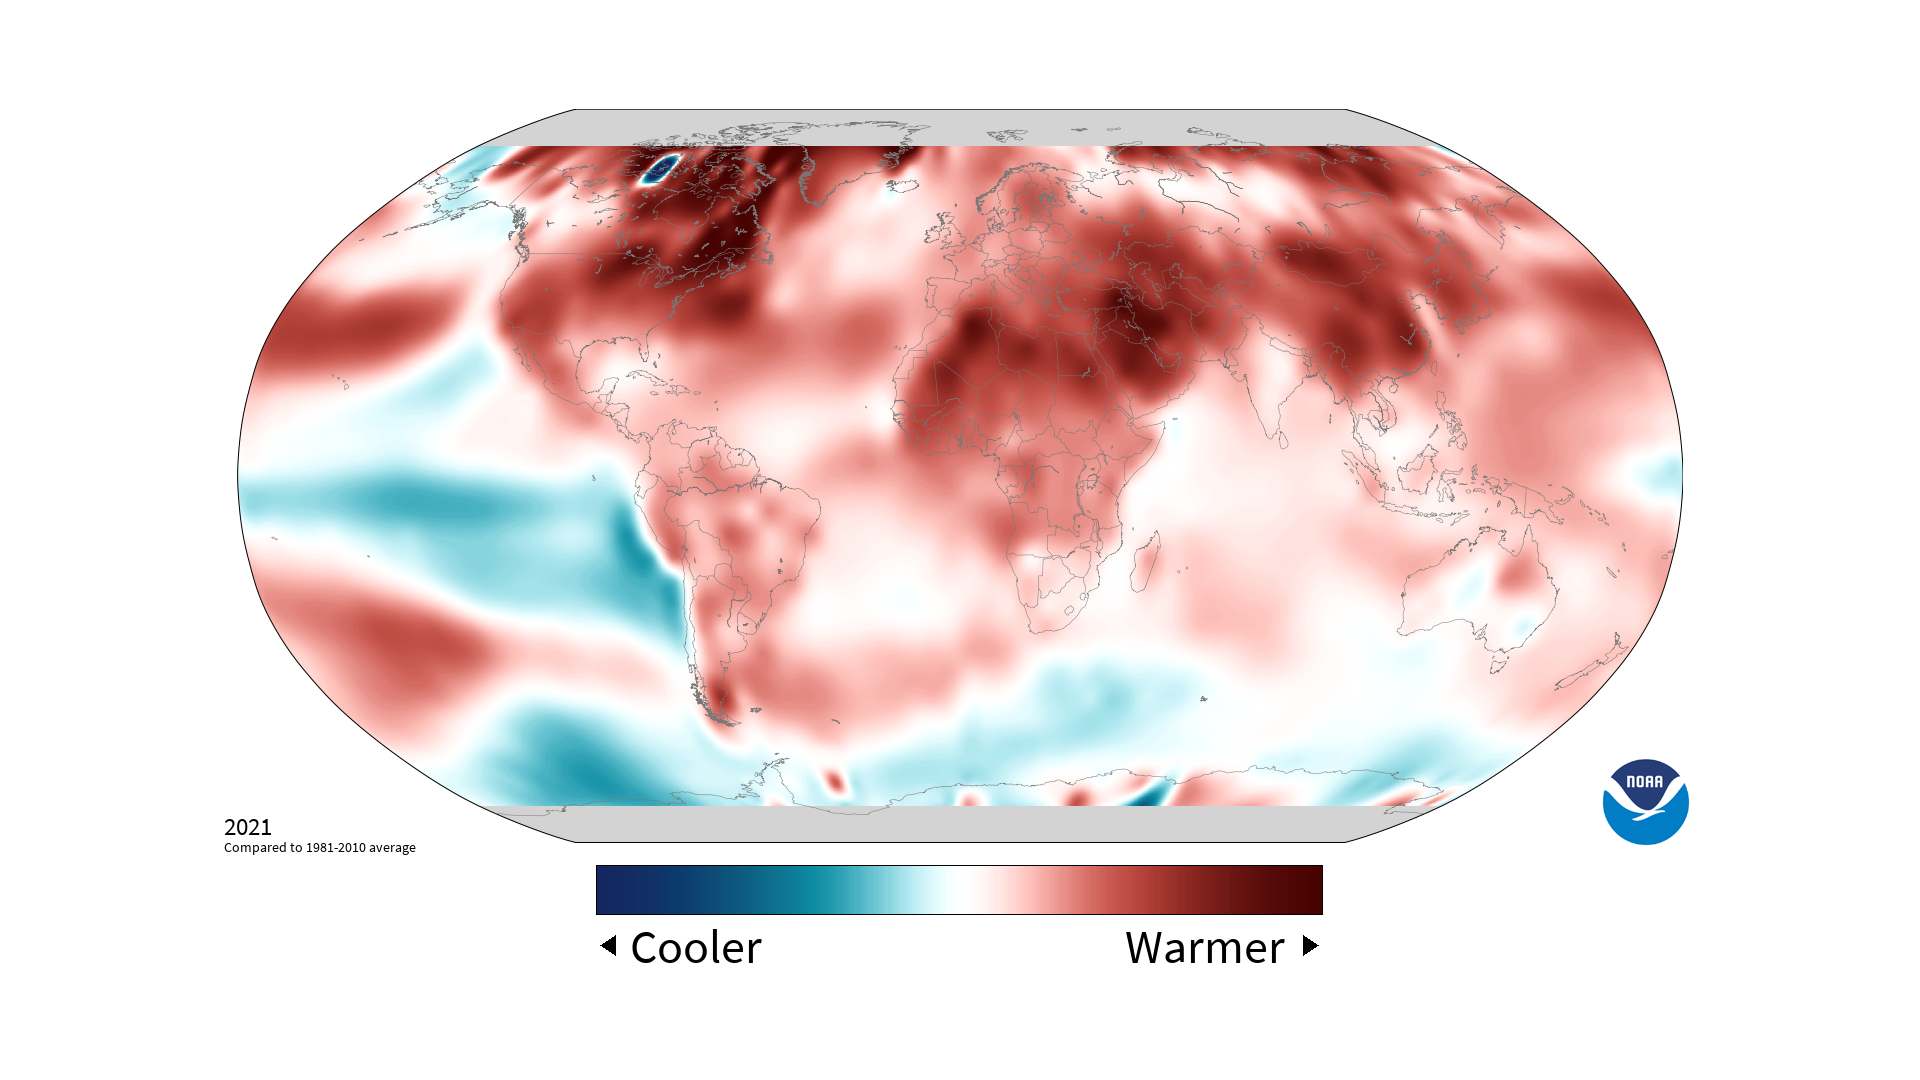 NOAA
2021
Compared to 1981-2010 average
Cooler
Warmer